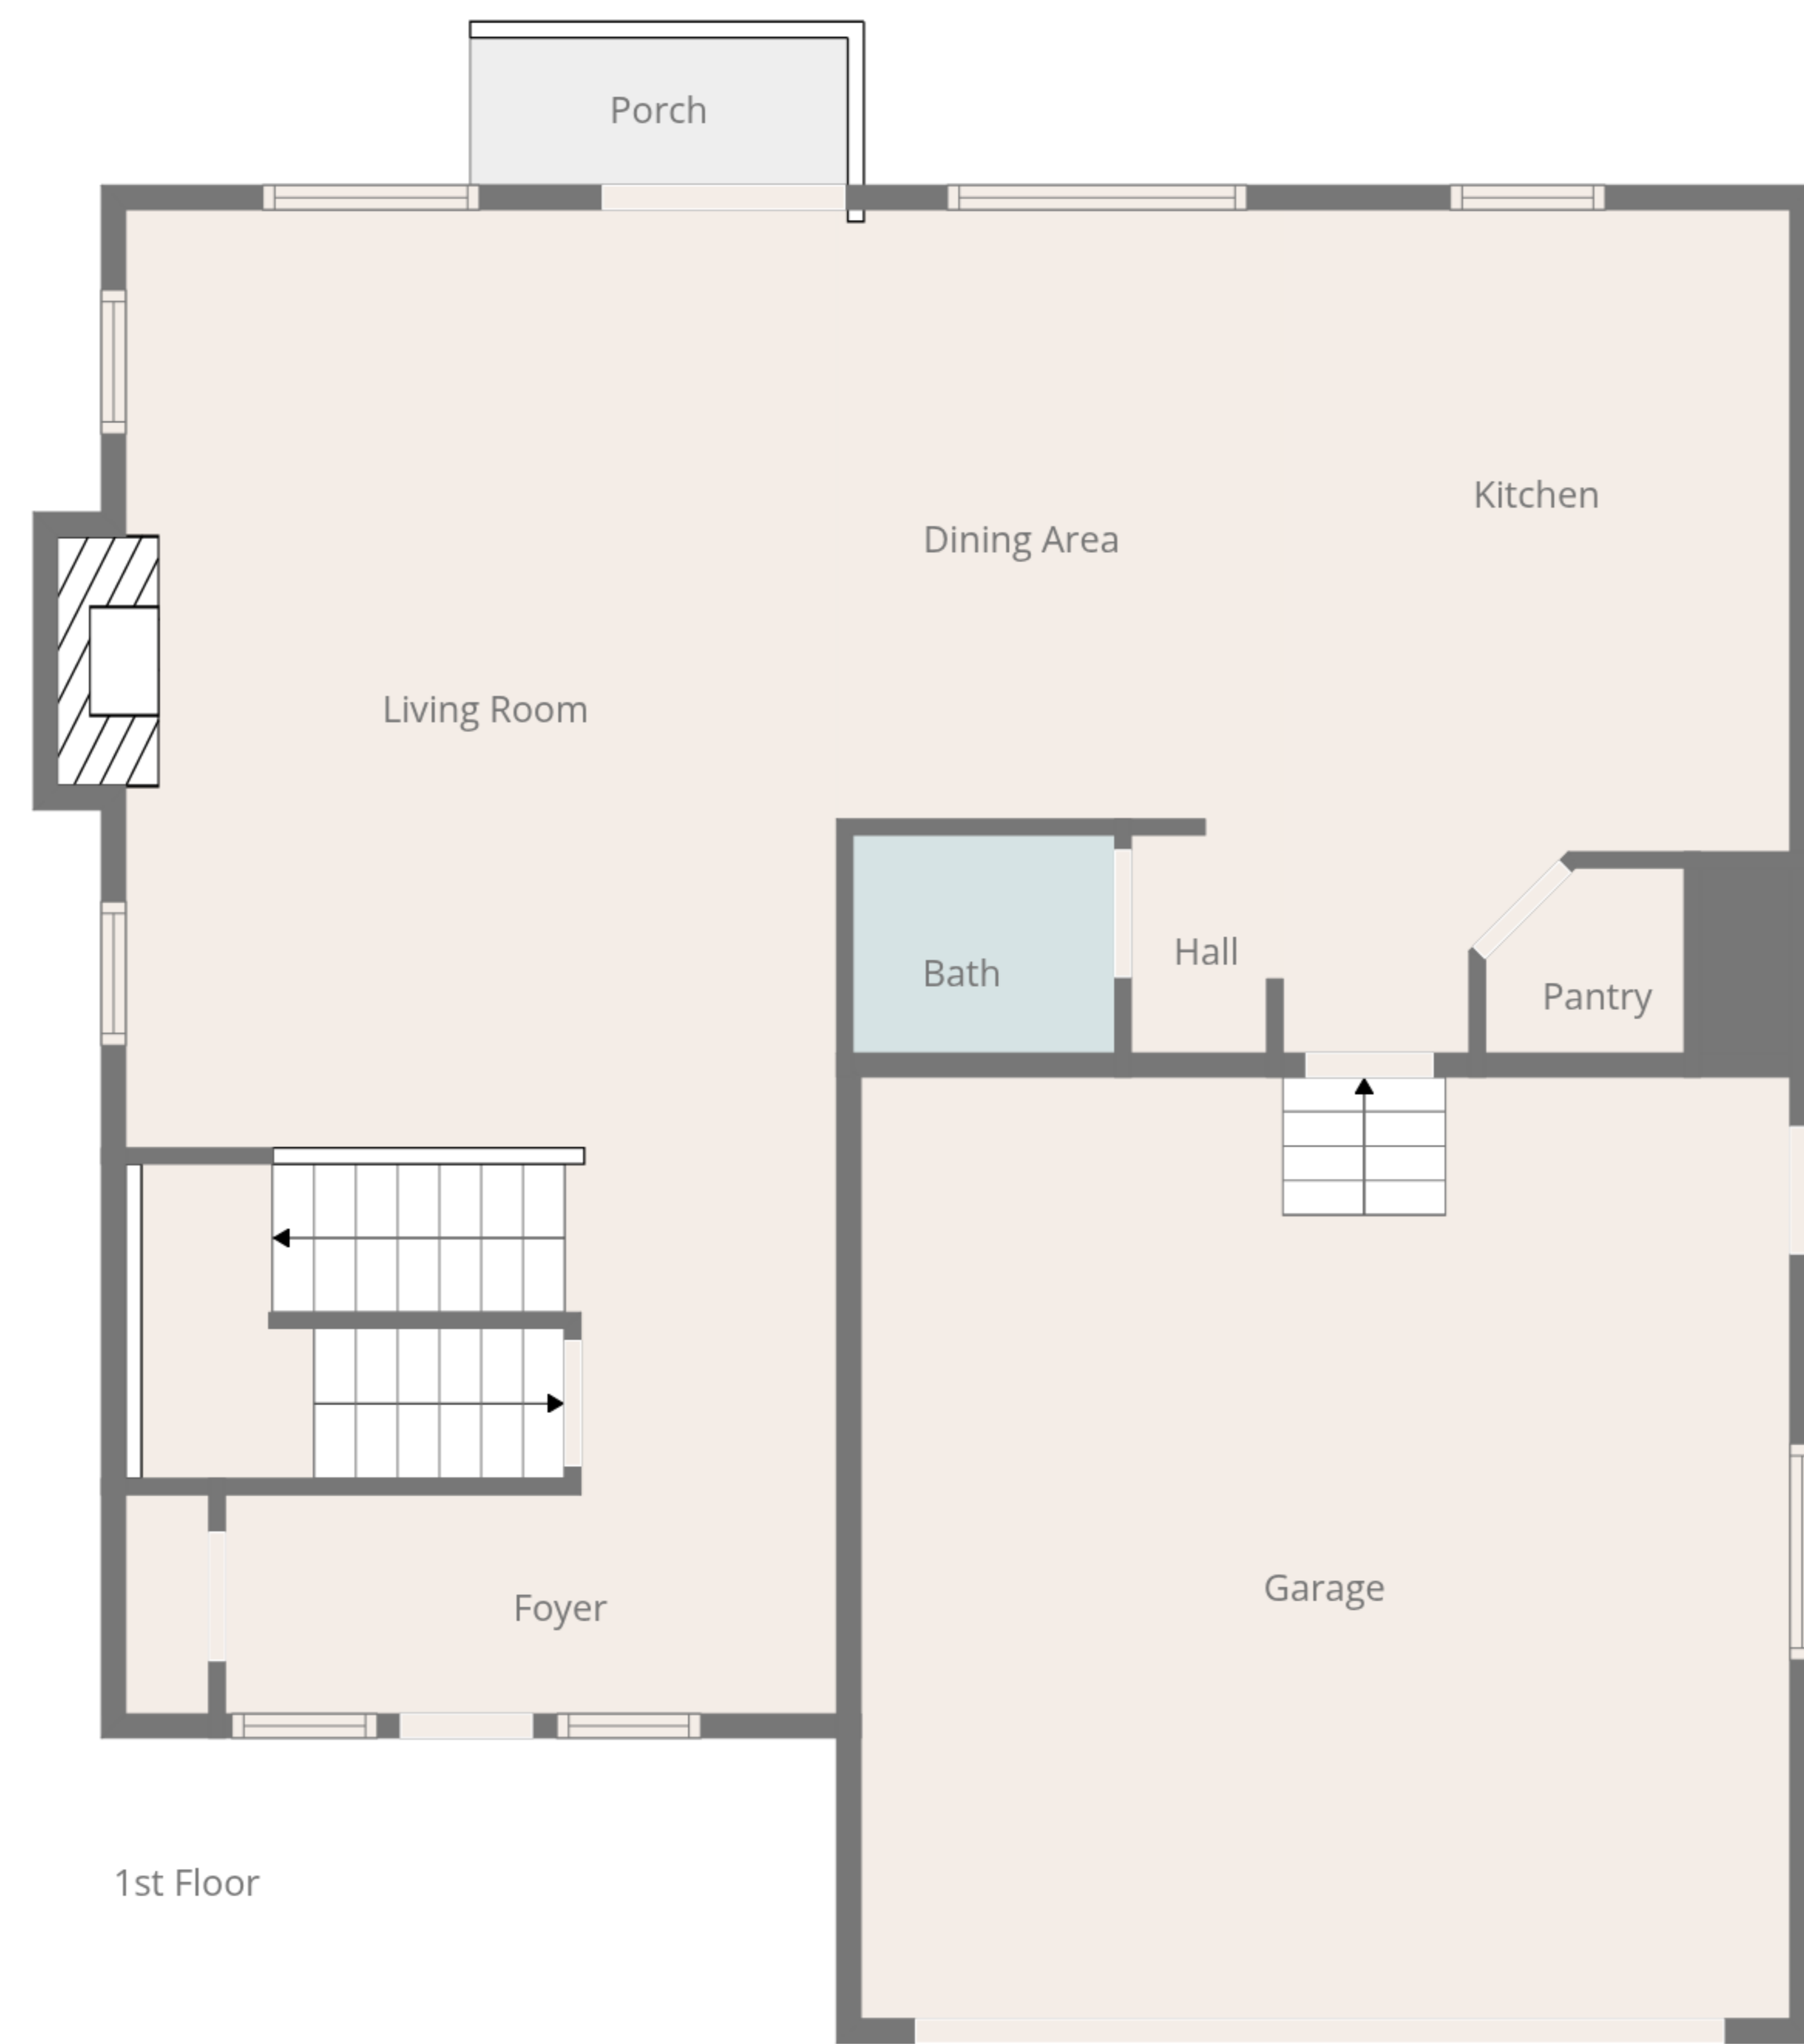 Porch
Kitchen
Dining Area
Living Room
Hall
Bath
Pantry
Garage
Foyer
1st Floor